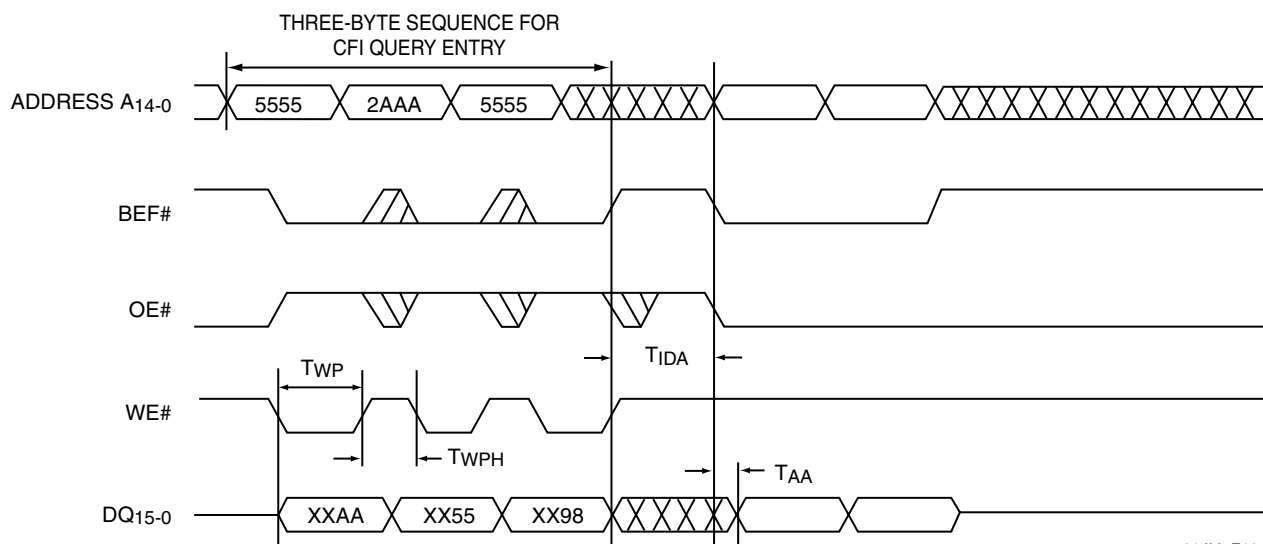 THREE-BYTE SEQUENCE FOR
CFI QUERY ENTRY
ADDRESS A14-0
5555
2AAA
5555
BEF#
OE#
TIDA
TWP
WE#
TWPH
TAA
DQ15-0
XXAA
XX55
XX98